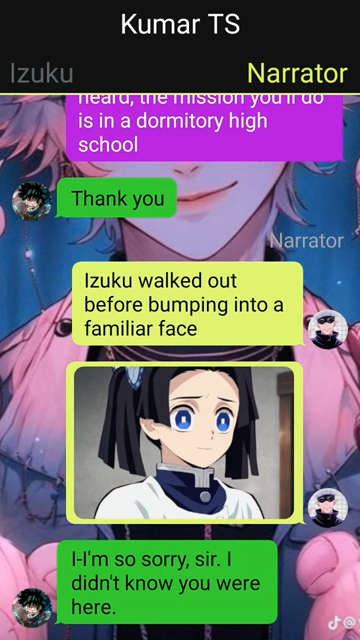 Kumar TS
Izuku
Narrator
heard, the mission you'll do
is in a dormitory high
school
Thank you
Narrator
Izuku walked out
before bumping into a
familiar face
I-I'm so sorry, sir. I
didn't know you were
here.
@